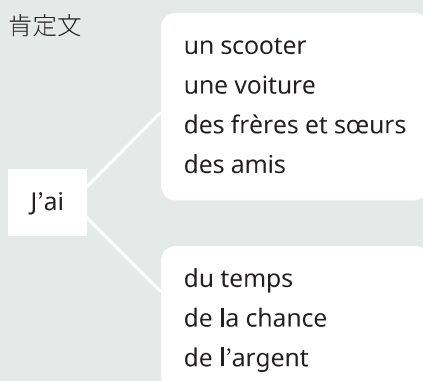 肯定文
un scooter
une voiture
des frères et sœurs
des amis
J'ai
du temps
de la chance
de l'argent